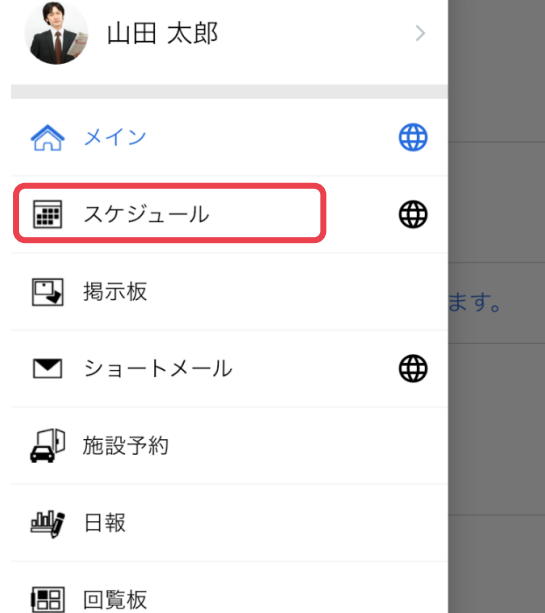 山田 太郎
メイン
スケジュール
掲示板
ます。
ショートメール
施設予約
日報
回覧板